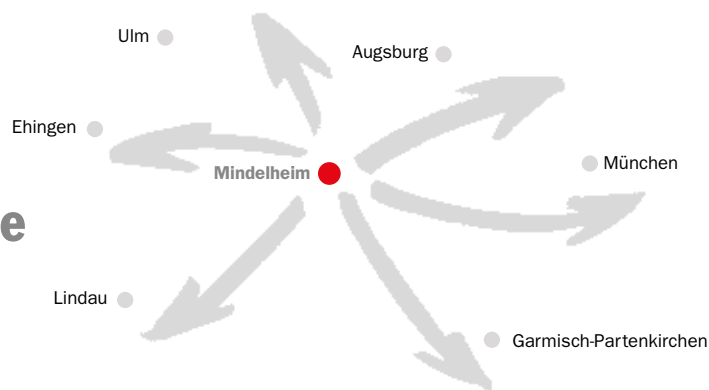 Ulm
Augsburg
Ehingen
München
Mindelheim
e
Lindau
Garmisch-Partenkirchen